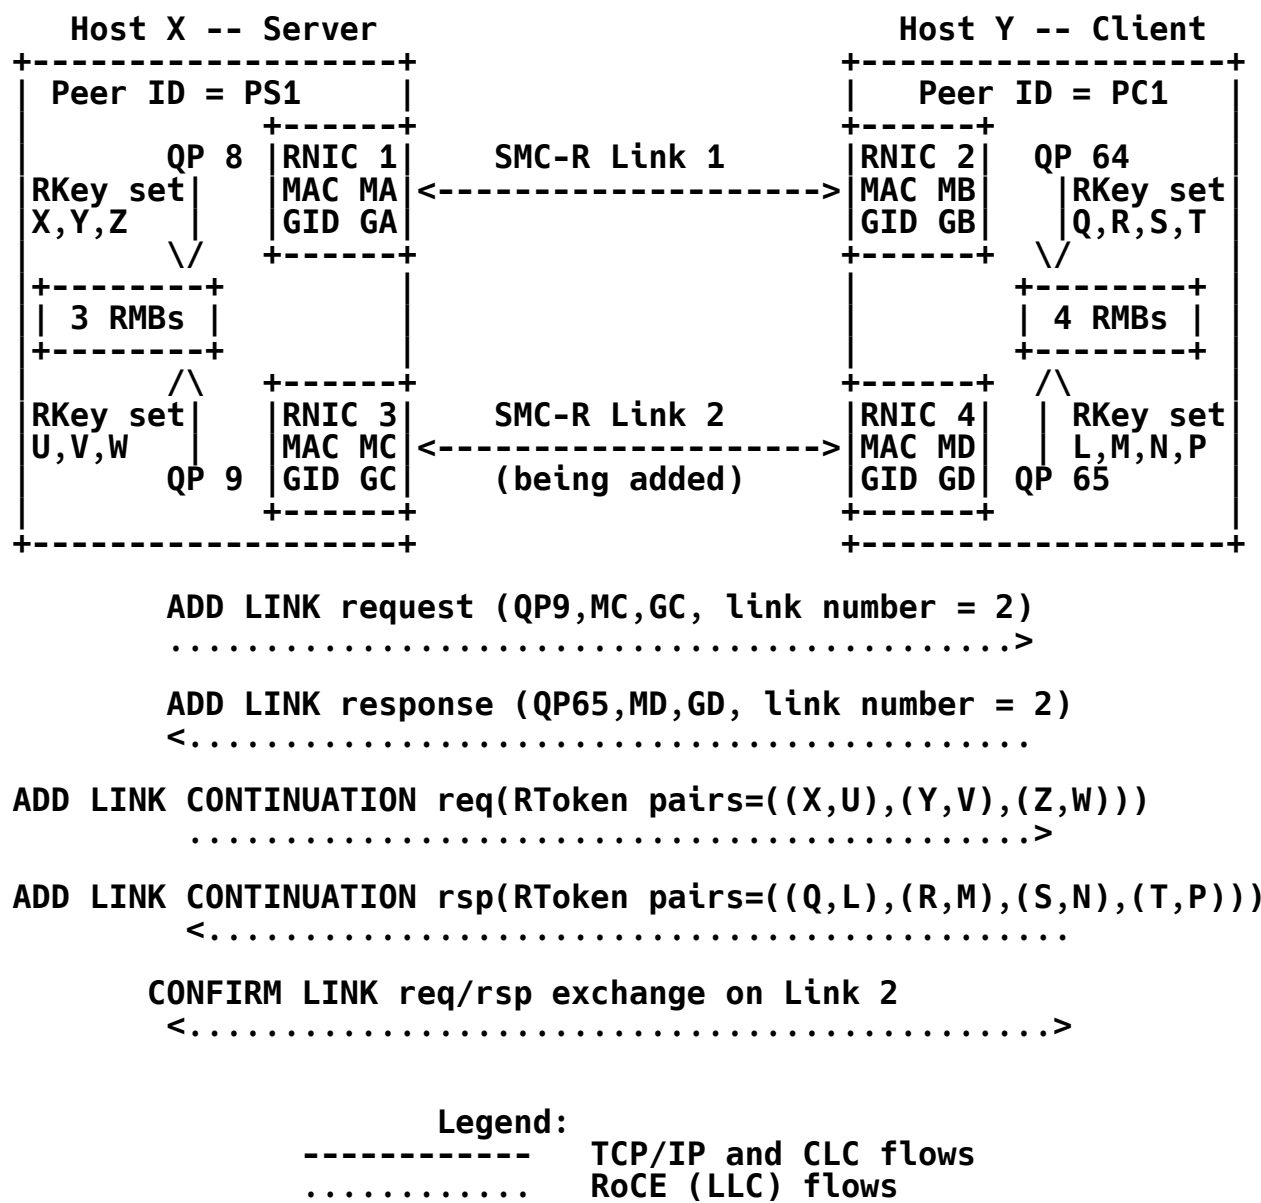 Host X -- Server                           Host Y -- Client
+-------------------+                      +-------------------+
| Peer ID = PS1     |                      |   Peer ID = PC1   |
|            +------+                      +------+            |
|       QP 8 |RNIC 1|    SMC-R Link 1      |RNIC 2|  QP 64     |
|RKey set|   |MAC MA|<-------------------->|MAC MB|   |RKey set|
|X,Y,Z   |   |GID GA|                      |GID GB|   |Q,R,S,T |
|       \/   +------+                      +------+  \/        |
|+--------+         |                      |        +--------+ |
|| 3 RMBs |         |                      |        | 4 RMBs | |
|+--------+         |                      |        +--------+ |
|       /\   +------+                      +------+  /\        |
|RKey set|   |RNIC 3|    SMC-R Link 2      |RNIC 4|  | RKey set|
|U,V,W   |   |MAC MC|<-------------------->|MAC MD|  | L,M,N,P |
|       QP 9 |GID GC|    (being added)     |GID GD| QP 65      |
|            +------+                      +------+            |
+-------------------+                      +-------------------+
        ADD LINK request (QP9,MC,GC, link number = 2)
        ............................................>
        ADD LINK response (QP65,MD,GD, link number = 2)
        <............................................
ADD LINK CONTINUATION req(RToken pairs=((X,U),(Y,V),(Z,W)))
         ............................................>
ADD LINK CONTINUATION rsp(RToken pairs=((Q,L),(R,M),(S,N),(T,P)))
         <.............................................
       CONFIRM LINK req/rsp exchange on Link 2
        <.............................................>
                      Legend:
               ------------   TCP/IP and CLC flows
               ............   RoCE (LLC) flows